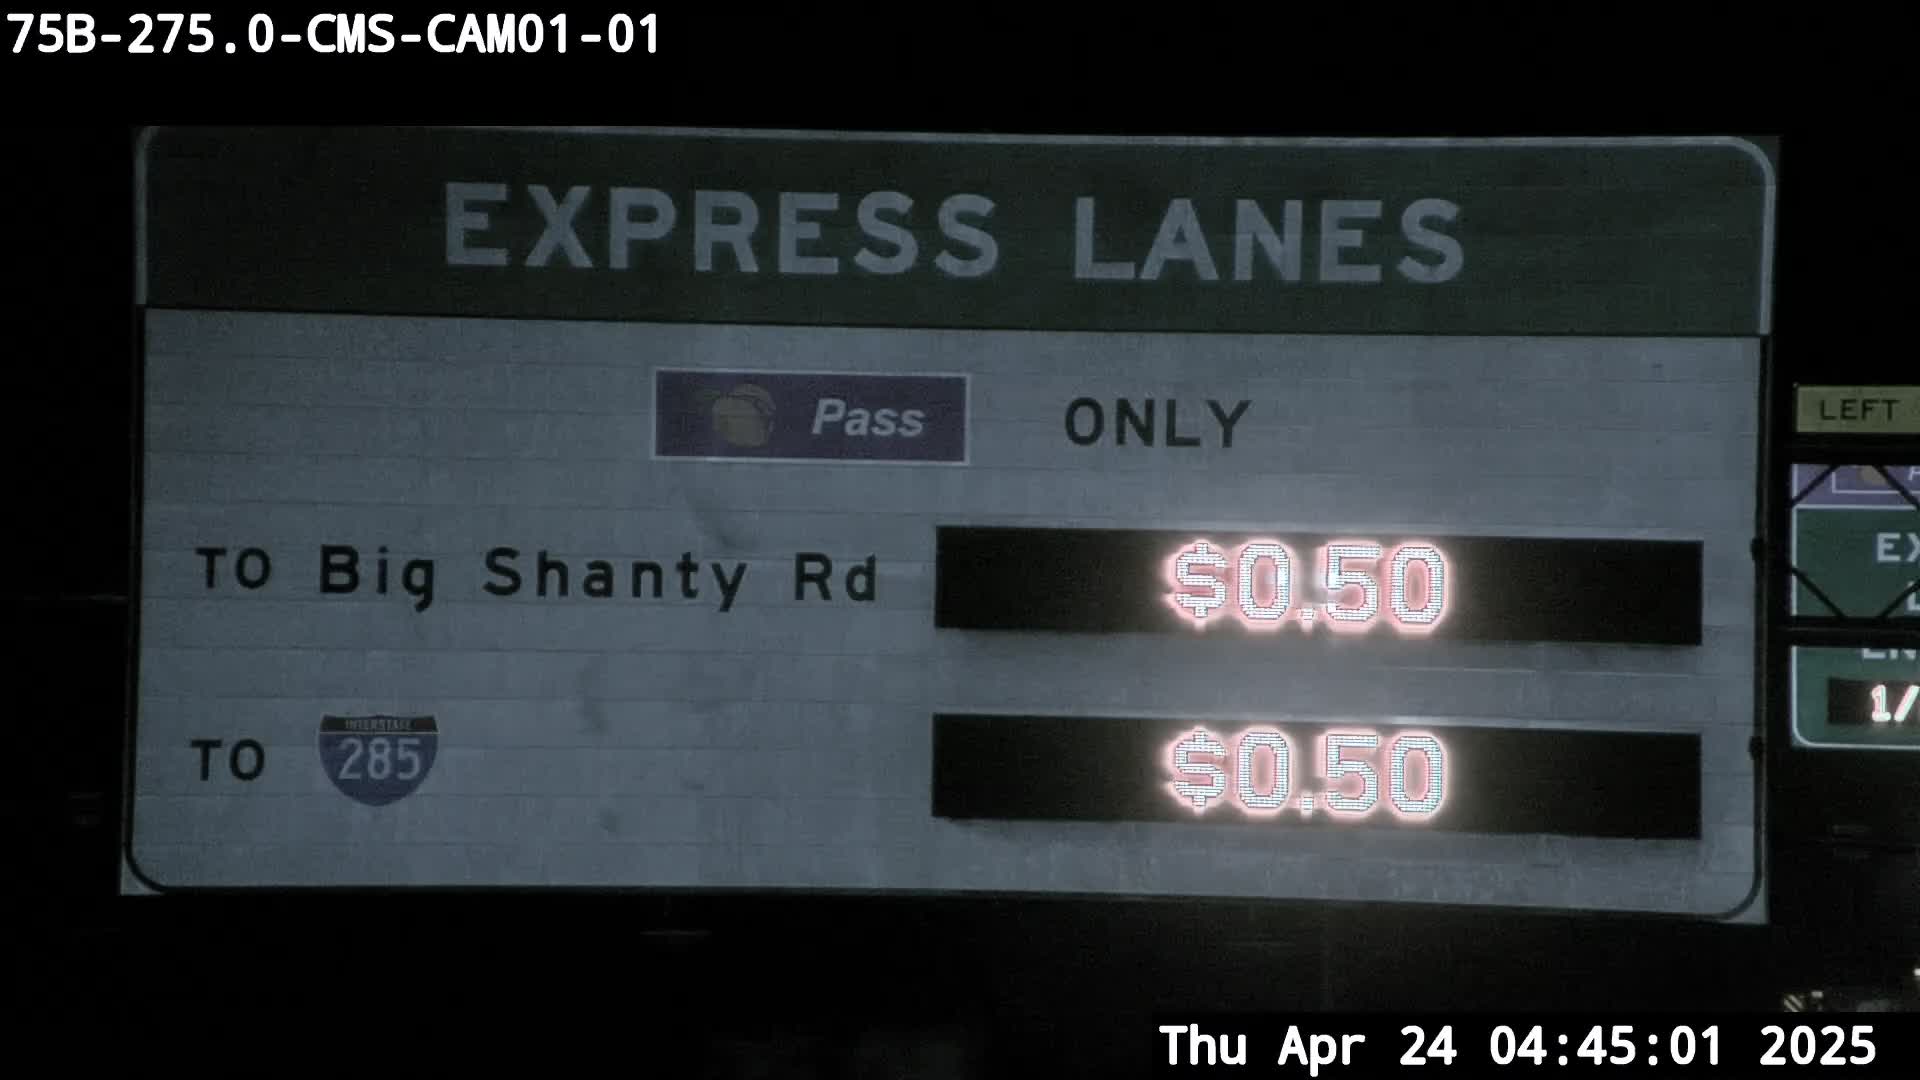 75B-275.0-CMS-CAM01-01
EXPRESS LANES
Pass ONLY
TO Big Shanty Rd $0.50
TO INTERSTATE 285 $0.50
LEFT
1/
Thu Apr 24 04:45:01 2025